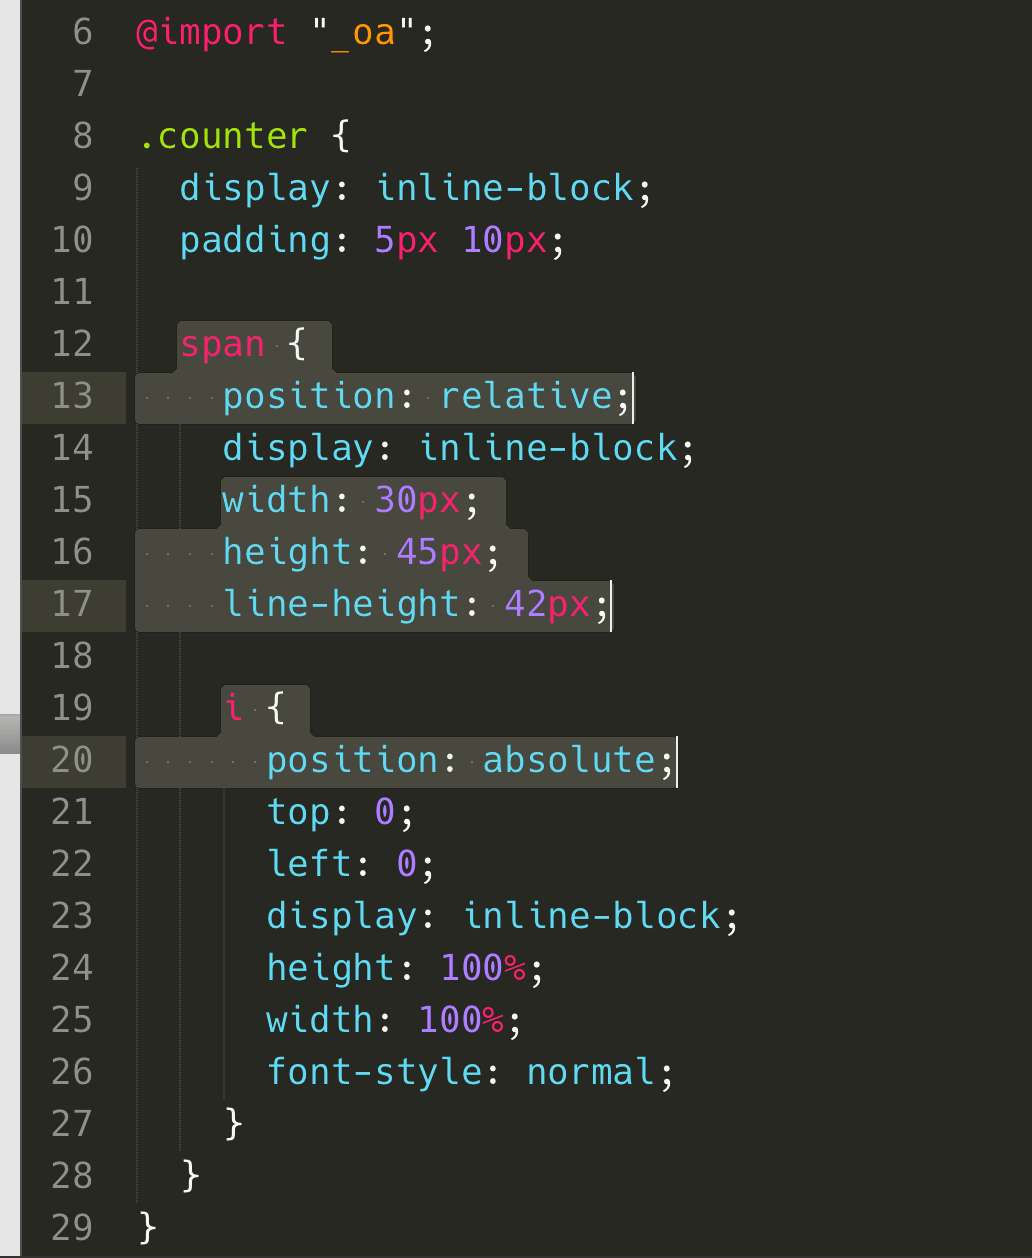 6 @import "_oa";
7
8 .counter {
9   display: inline-block;
10   padding: 5px 10px;
11
12   span {
13     position: relative;
14     display: inline-block;
15     width: 30px;
16     height: 45px;
17     line-height: 42px;
18
19     i {
20       position: absolute;
21       top: 0;
22       left: 0;
23       display: inline-block;
24       height: 100%;
25       width: 100%;
26       font-style: normal;
27     }
28   }
29 }